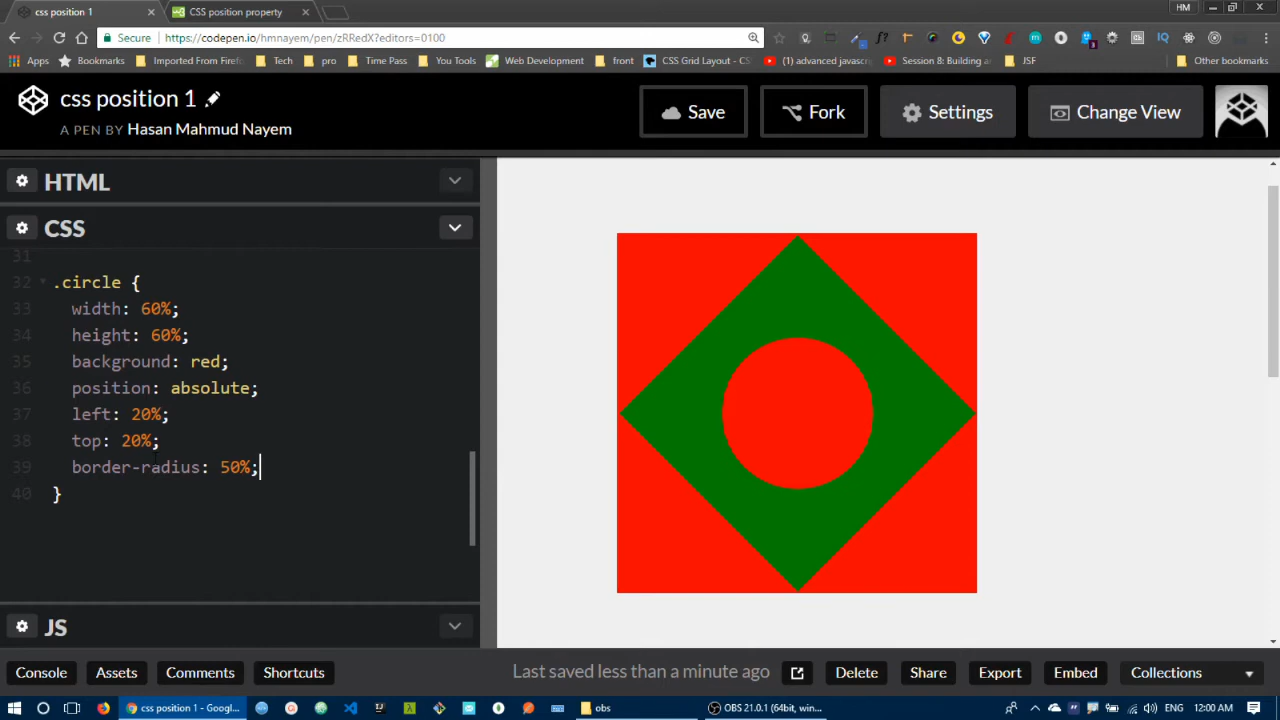 css position 1
CSS position property
HM
Secure
https://codepen.io/hmnayem/pen/zRRedX?editors=0100
Apps
Bookmarks
Imported From Firef
Tech
pro
Time Pass
You Tools
Web Development
front
CSS Grid Layout - CS
(1) advanced javascr
Session 8: Building a
JSF
Other bookmarks
css position 1
A PEN BY Hasan Mahmud Nayem
Save
Fork
Settings
Change View
HTML
CSS
31
32 .circle {
33 width: 60%;
34 height: 60%;
35 background: red;
36 position: absolute;
37 left: 20%;
38 top: 20%;
39 border-radius: 50%;
40 }
JS
Console
Assets
Comments
Shortcuts
Last saved less than a minute ago
Delete
Share
Export
Embed
Collections
css position 1 - Googl...
obs
OBS 21.0.1 (64bit, win...
ENG
12:00 AM